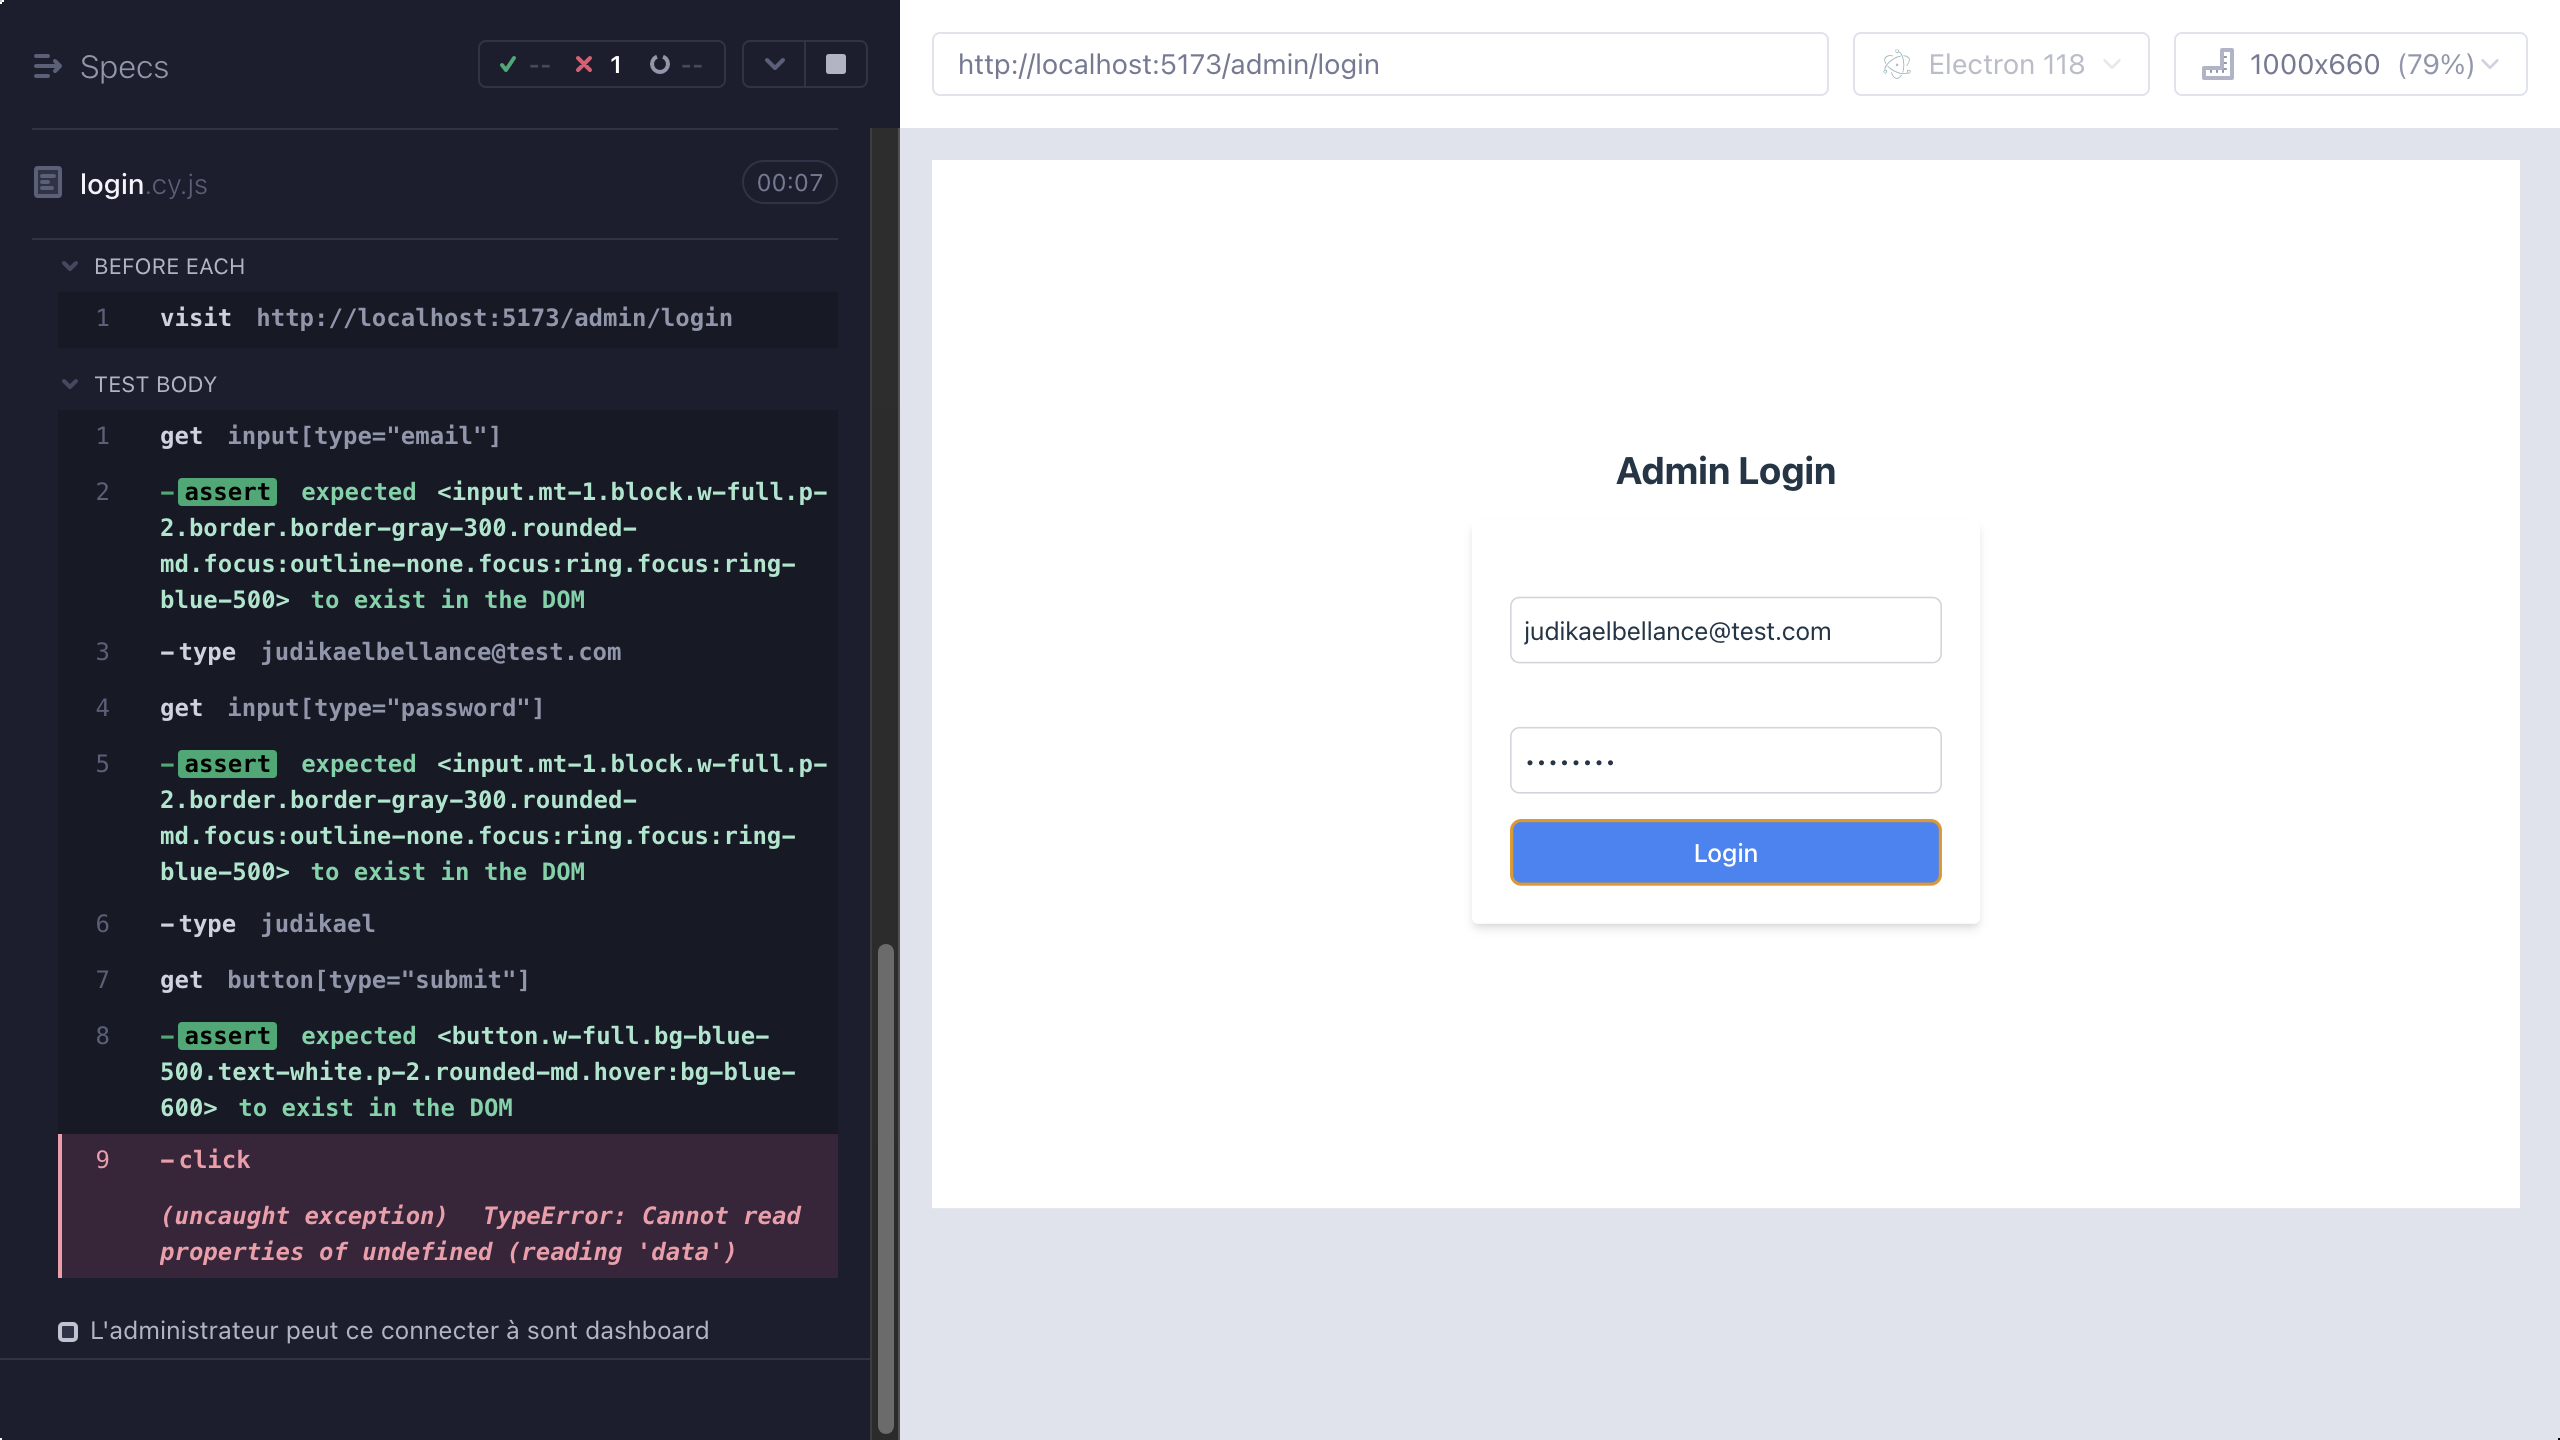 Specs
-- 1 --
login.cy.js
00:07
BEFORE EACH
1 visit http://localhost:5173/admin/login
TEST BODY
1 get input[type="email"]
2 -assert expected <input.mt-1.block.w-full.p-
2.border.border-gray-300.rounded-
md.focus:outline-none.focus:ring.focus:ring-
blue-500> to exist in the DOM
3 -type judikaelbellance@test.com
4 get input[type="password"]
5 -assert expected <input.mt-1.block.w-full.p-
2.border.border-gray-300.rounded-
md.focus:outline-none.focus:ring.focus:ring-
blue-500> to exist in the DOM
6 -type judikael
7 get button[type="submit"]
8 -assert expected <button.w-full.bg-blue-
500.text-white.p-2.rounded-md.hover:bg-blue-
600> to exist in the DOM
9 -click
(uncaught exception) TypeError: Cannot read
properties of undefined (reading 'data')
L'administrateur peut ce connecter à sont dashboard
http://localhost:5173/admin/login
Electron 118
1000x660 (79%)
Admin Login
judikaelbellance@test.com
••••••••
Login